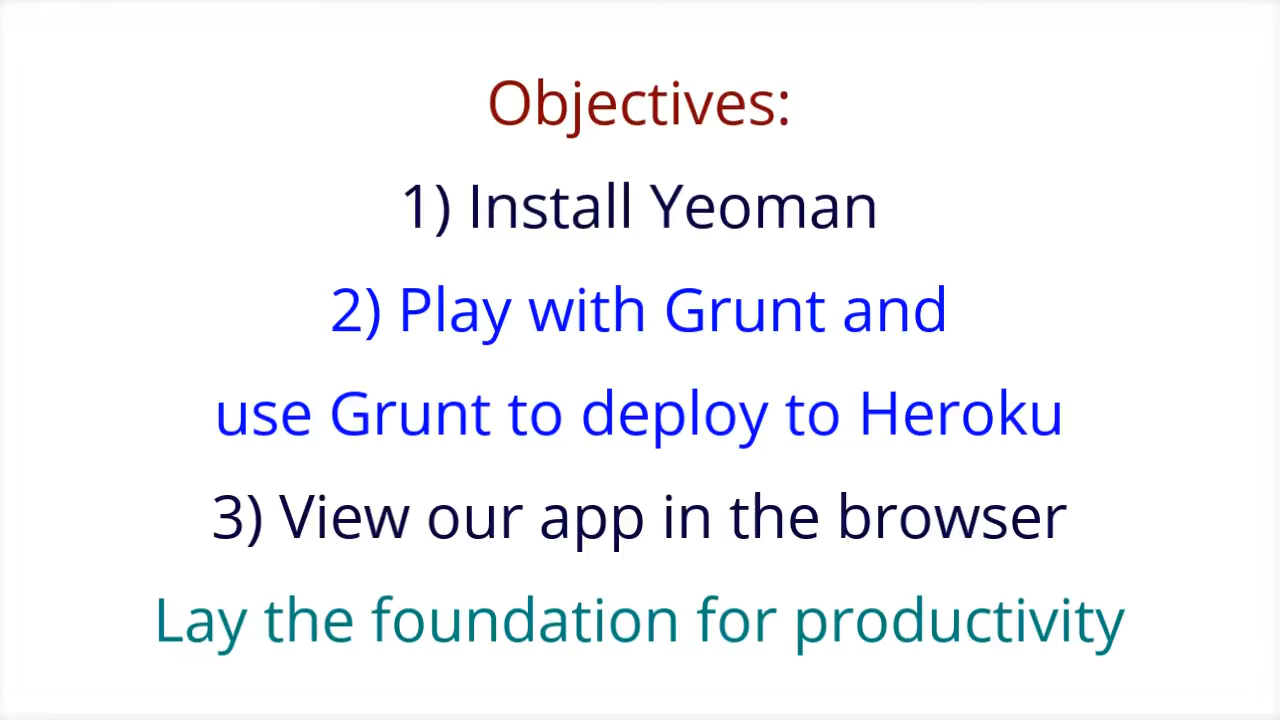 Objectives:
1) Install Yeoman
2) Play with Grunt and
use Grunt to deploy to Heroku
3) View our app in the browser
Lay the foundation for productivity